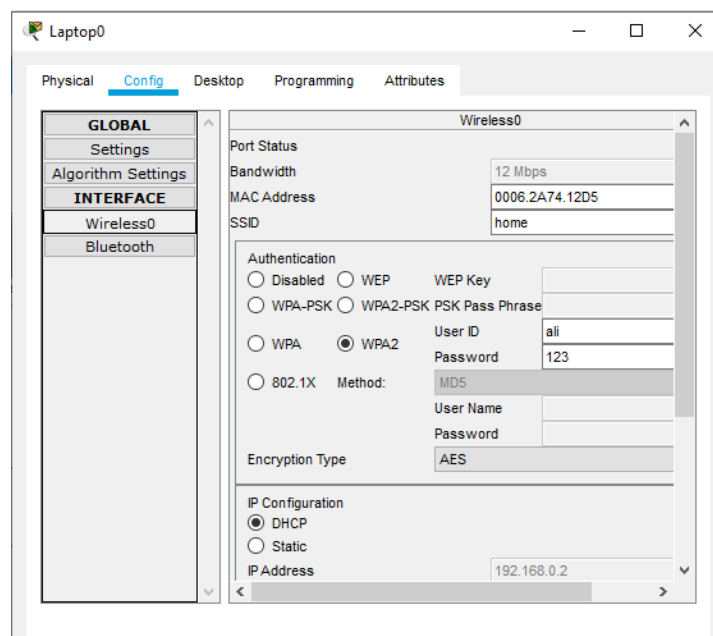 Laptop0
Physical Config Desktop Programming Attributes
GLOBAL
Settings
Algorithm Settings
INTERFACE
Wireless0
Bluetooth
Wireless0
Port Status
Bandwidth 12 Mbps
MAC Address 0006.2A74.12D5
SSID home
Authentication
Disabled WEP WEP Key
WPA-PSK WPA2-PSK PSK Pass Phrase
User ID ali
WPA WPA2
Password 123
802.1X Method: MD5
User Name
Password
Encryption Type AES
IP Configuration
DHCP
Static
IP Address 192.168.0.2